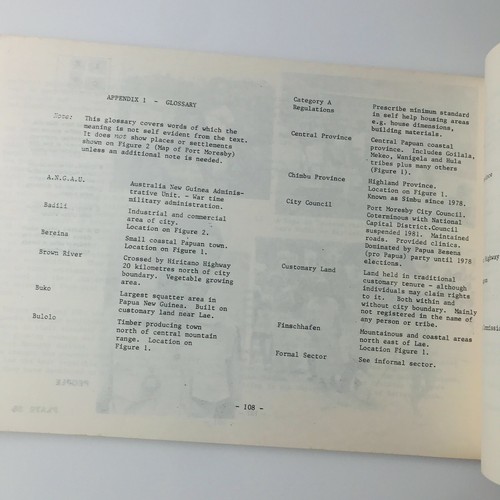 APPENDIX 1 - GLOSSARY
Note: This glossary covers words of which the
meaning is not self evident from the text.
It does not show places or settlements
shown on Figure 2 (Map of Port Moresby)
unless an additional note is needed.
A.N.G.A.U.
Australia New Guinea Adminis-
trative Unit. - War time
military administration.
Badili
Industrial and commercial
area of city.
Location on Figure 2.
Bereina
Small coastal Papuan town.
Location on Figure 1.
Brown River
Crossed by Hiritano Highway
20 kilometres north of city
boundary. Vegetable growing
area.
Buko
Largest squatter area in
Papua New Guinea. Built on
customary land near Lae.
Bulolo
Timber producing town
north of central mountain
range. Location on
Figure 1.
Category A
Regulations
Prescribe minimum standard
in self help housing areas
e.g. house dimensions,
building materials.
Central Province
Central Papuan coastal
province. Includes Goilala,
Mekeo, Wanigela and Hula
tribes plus many others
(Figure 1).
Chimbu Province
Highland Province.
Location on Figure 1.
Known as Simbu since 1978.
City Council
Port Moresby City Council.
Coterminous with National
Capital District.Council
suspended 1981. Maintained
roads. Provided clinics.
Dominated by Papua Besena
(pro Papua) party until 1978
elections.
Customary Land
Land held in traditional
customary tenure - although
individuals may claim rights
to it. Both within and
without city boundary. Mainly
not registered in the name of
any person or tribe.
Finschhafen
Mountainous and coastal areas
north east of Lae.
Location Figure 1.
Formal Sector
See informal sector.
- 108 -
Highway